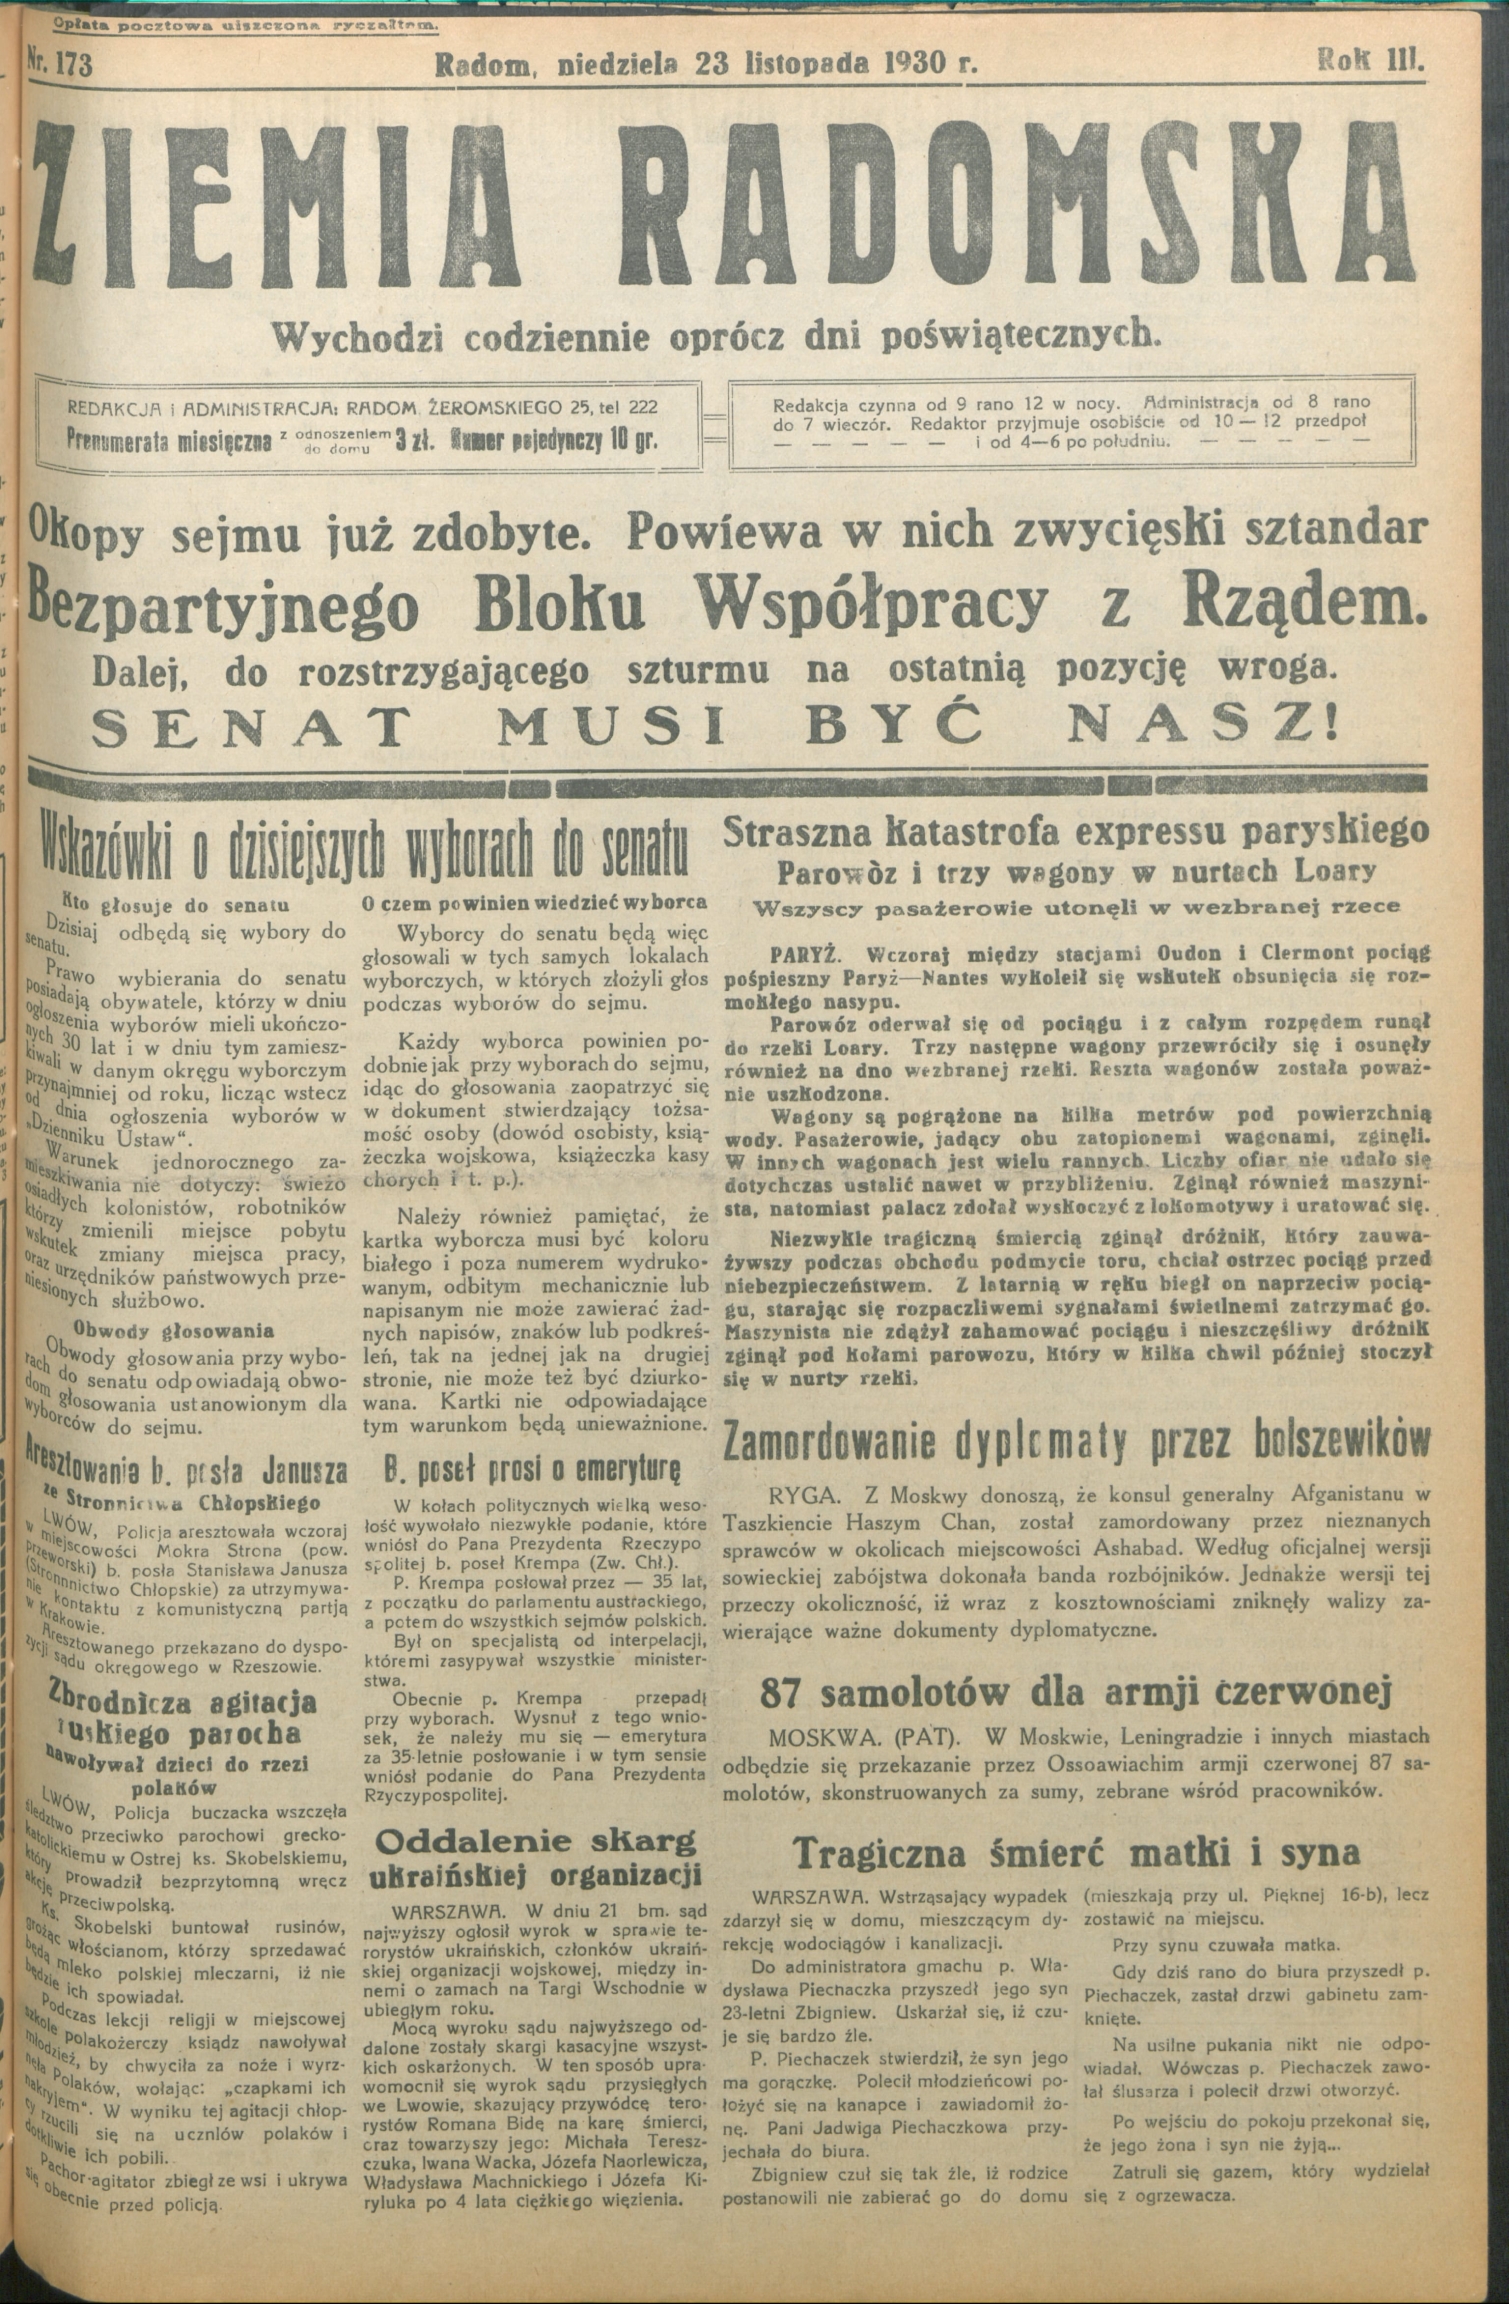 Opłata pocztowa uiszczona ryczałtem.
Nr. 173
Radom, niedziela 23 listopada 1930 r.
Rok III.
ZIEMIA RADOMSKA
Wychodzi codziennie oprócz dni poświątecznych.
REDAKCJA i ADMINISTRACJA: RADOM ŻEROMSKIEGO 25, tel 222
Prenumerata miesięczna z odnoszeniem do domu 3 zł. Numer pojedynczy 10 gr.
Redakcja czynna od 9 rano 12 w nocy. Administracja od 8 rano
do 7 wieczór. Redaktor przyjmuje osobiście od 10 — 12 przedpoł
— — — — — i od 4—6 po południu. — — — — —
Okopy sejmu już zdobyte. Powiewa w nich zwycięski sztandar
Bezpartyjnego Bloku Współpracy z Rządem.
Dalej, do rozstrzygającego szturmu na ostatnią pozycję wroga.
SENAT MUSI BYĆ NASZ!
Wskazówki o dzisiejszych wyborach do senatu
Kto głosuje do senatu
Dzisiaj odbędą się wybory do
senatu.
Prawo wybierania do senatu
posiadają obywatele, którzy w dniu
ogłoszenia wyborów mieli ukończo-
nych 30 lat i w dniu tym zamiesz-
kiwali w danym okręgu wyborczym
przynajmniej od roku, licząc wstecz
od dnia ogłoszenia wyborów w
„Dzienniku Ustaw“.
Warunek jednorocznego za-
mieszkiwania nie dotyczy: świeżo
osiadłych kolonistów, robotników
którzy zmienili miejsce pobytu
wskutek zmiany miejsca pracy,
oraz urzędników państwowych prze-
niesionych służbowo.
Obwody głosowania
Obwody głosowania przy wybo-
rach do senatu odpowiadają obwo-
dom głosowania ustanowionym dla
wyborców do sejmu.
Aresztowania b. posła Janusza
ze Stronnictwa Chłopskiego
LWÓW, Policja aresztowała wczoraj
w miejscowości Mokra Strona (pow.
przeworski) b. posła Stanisława Janusza
(Stronnnictwo Chłopskie) za utrzymywa-
nie kontaktu z komunistyczną partją
w Krakowie.
Aresztowanego przekazano do dyspo-
zycji sądu okręgowego w Rzeszowie.
Zbrodnicza agitacja
ruskiego parocha
nawoływał dzieci do rzezi
polaków
LWÓW, Policja buczacka wszczęła
śledztwo przeciwko parochowi grecko-
katolickiemu w Ostrej ks. Skobelskiemu,
który prowadził bezprzytomną wręcz
akcję przeciwpolską.
Ks. Skobelski buntował rusinów,
grożąc włościanom, którzy sprzedawać
będą mleko polskiej mleczarni, iż nie
będzie ich spowiadał.
Podczas lekcji religji w miejscowej
szkole polakożerczy ksiądz nawoływał
młodzież, by chwyciła za noże i wyrz-
nęła Polaków, wołając: „czapkami ich
nakryjem“. W wyniku tej agitacji chłop-
cy rzucili się na uczniów polaków i
dotkliwie ich pobili.
Pachor-agitator zbiegł ze wsi i ukrywa
się obecnie przed policją.
O czem powinien wiedzieć wyborca
Wyborcy do senatu będą więc
głosowali w tych samych lokalach
wyborczych, w których złożyli głos
podczas wyborów do sejmu.
Każdy wyborca powinien po-
dobnie jak przy wyborach do sejmu,
idąc do głosowania zaopatrzyć się
w dokument stwierdzający tożsa-
mość osoby (dowód osobisty, ksią-
żeczka wojskowa, książeczka kasy
chorych i t. p.).
Należy również pamiętać, że
kartka wyborcza musi być koloru
białego i poza numerem wydruko-
wanym, odbitym mechanicznie lub
napisanym nie może zawierać żad-
nych napisów, znaków lub podkreś-
leń, tak na jednej jak na drugiej
stronie, nie może też być dziurko-
wana. Kartki nie odpowiadające
tym warunkom będą unieważnione.
B. poseł prosi o emeryturę
W kołach politycznych wielką weso-
łość wywołało niezwykłe podanie, które
wniósł do Pana Prezydenta Rzeczypo
spolitej b. poseł Krempa (Zw. Chł.).
P. Krempa posłował przez — 35 lat,
z początku do parlamentu austrackiego,
a potem do wszystkich sejmów polskich.
Był on specjalistą od interpelacji,
któremi zasypywał wszystkie minister-
stwa.
Obecnie p. Krempa przepadł
przy wyborach. Wysnuł z tego wnio-
sek, że należy mu się — emerytura
za 35-letnie posłowanie i w tym sensie
wniósł podanie do Pana Prezydenta
Rzyczypospolitej.
Oddalenie skarg
ukraińskiej organizacji
WARSZAWA. W dniu 21 bm. sąd
najwyższy ogłosił wyrok w sprawie te-
rorystów ukraińskich, członków ukraiń-
skiej organizacji wojskowej, między in-
nemi o zamach na Targi Wschodnie w
ubiegłym roku.
Mocą wyroku sądu najwyższego od-
dalone zostały skargi kasacyjne wszyst-
kich oskarżonych. W ten sposób upra-
womocnił się wyrok sądu przysięgłych
we Lwowie, skazujący przywódcę tero-
rystów Romana Bidę na karę śmierci,
oraz towarzyszy jego: Michała Teresz-
czuka, Iwana Wacka, Józefa Naorlewicza,
Władysława Machnickiego i Józefa Ki-
ryluka po 4 lata ciężkiego więzienia.
Straszna katastrofa expressu paryskiego
Parowòz i trzy wagony w nurtach Loary
Wszyscy pasażerowie utonęli w wezbranej rzece
PARYŻ. Wczoraj między stacjami Oudon i Clermont pociąg
pośpieszny Paryż—Nantes wykoleił się wskutek obsunięcia się roz-
mokłego nasypu.
Parowóz oderwał się od pociągu i z całym rozpędem runął
do rzeki Loary. Trzy następne wagony przewróciły się i osunęły
również na dno wezbranej rzeki. Reszta wagonów została poważ-
nie uszkodzona.
Wagony są pogrążone na kilka metrów pod powierzchnią
wody. Pasażerowie, jadący obu zatopionemi wagonami, zginęli.
W innych wagonach jest wielu rannych. Liczby ofiar nie udało się
dotychczas ustalić nawet w przybliżeniu. Zginął również maszyni-
sta, natomiast palacz zdołał wyskoczyć z lokomotywy i uratować się.
Niezwykle tragiczną śmiercią zginął dróżnik, który zauwa-
żywszy podczas obchodu podmycie toru, chciał ostrzec pociąg przed
niebezpieczeństwem. Z latarnią w ręku biegł on naprzeciw pocią-
gu, starając się rozpaczliwemi sygnałami świetlnemi zatrzymać go.
Maszynista nie zdążył zahamować pociągu i nieszczęśliwy dróżnik
zginął pod kołami parowozu, który w kilka chwil później stoczył
się w nurty rzeki.
Zamordowanie dyplomaty przez bolszewików
RYGA. Z Moskwy donoszą, że konsul generalny Afganistanu w
Taszkiencie Haszym Chan, został zamordowany przez nieznanych
sprawców w okolicach miejscowości Ashabad. Według oficjalnej wersji
sowieckiej zabójstwa dokonała banda rozbójników. Jednakże wersji tej
przeczy okoliczność, iż wraz z kosztownościami zniknęły walizy za-
wierające ważne dokumenty dyplomatyczne.
87 samolotów dla armji czerwonej
MOSKWA. (PAT). W Moskwie, Leningradzie i innych miastach
odbędzie się przekazanie przez Ossoawiachim armji czerwonej 87 sa-
molotów, skonstruowanych za sumy, zebrane wśród pracowników.
Tragiczna śmierć matki i syna
WARSZAWA. Wstrząsający wypadek
zdarzył się w domu, mieszczącym dy-
rekcję wodociągów i kanalizacji.
Do administratora gmachu p. Wła-
dysława Piechaczka przyszedł jego syn
23-letni Zbigniew. Uskarżał się, iż czu-
je się bardzo źle.
P. Piechaczek stwierdził, że syn jego
ma gorączkę. Polecił młodzieńcowi po-
łożyć się na kanapce i zawiadomił żo-
nę. Pani Jadwiga Piechaczkowa przy-
jechała do biura.
Zbigniew czuł się tak źle, iż rodzice
postanowili nie zabierać go do domu
(mieszkają przy ul. Pięknej 16-b), lecz
zostawić na miejscu.
Przy synu czuwała matka.
Gdy dziś rano do biura przyszedł p.
Piechaczek, zastał drzwi gabinetu zam-
knięte.
Na usilne pukania nikt nie odpo-
wiadał. Wówczas p. Piechaczek zawo-
łał ślusarza i polecił drzwi otworzyć.
Po wejściu do pokoju przekonał się,
że jego żona i syn nie żyją...
Zatruli się gazem, który wydzielał
się z ogrzewacza.